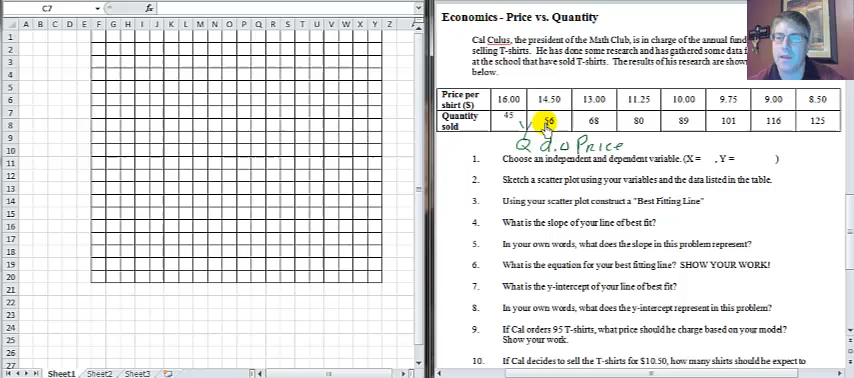 C7 fx
A B C D E F G H I J K L M N O P Q R S T U V W X Y Z
1
2
3
4
5
6
7
8
9
10
11
12
13
14
15
16
17
18
19
20
21
22
23
24
25
26
27
Sheet1 Sheet2 Sheet3
Economics - Price vs. Quantity
Cal Culus, the president of the Math Club, is in charge of the annual fund
selling T-shirts. He has done some research and has gathered some data f
at the school that have sold T-shirts. The results of his research are shown
below.
Price per shirt ($) 16.00 14.50 13.00 11.25 10.00 9.75 9.00 8.50
Quantity sold 45 56 68 80 89 101 116 125
Y
Q d.o Price
1. Choose an independent and dependent variable. (X = , Y = )
2. Sketch a scatter plot using your variables and the data listed in the table.
3. Using your scatter plot construct a "Best Fitting Line"
4. What is the slope of your line of best fit?
5. In your own words, what does the slope in this problem represent?
6. What is the equation for your best fitting line? SHOW YOUR WORK!
7. What is the y-intercept of your line of best fit?
8. In your own words, what does the y-intercept represent in this problem?
9. If Cal orders 95 T-shirts, what price should he charge based on your model?
Show your work.
10. If Cal decides to sell the T-shirts for $10.50, how many shirts should be expect to